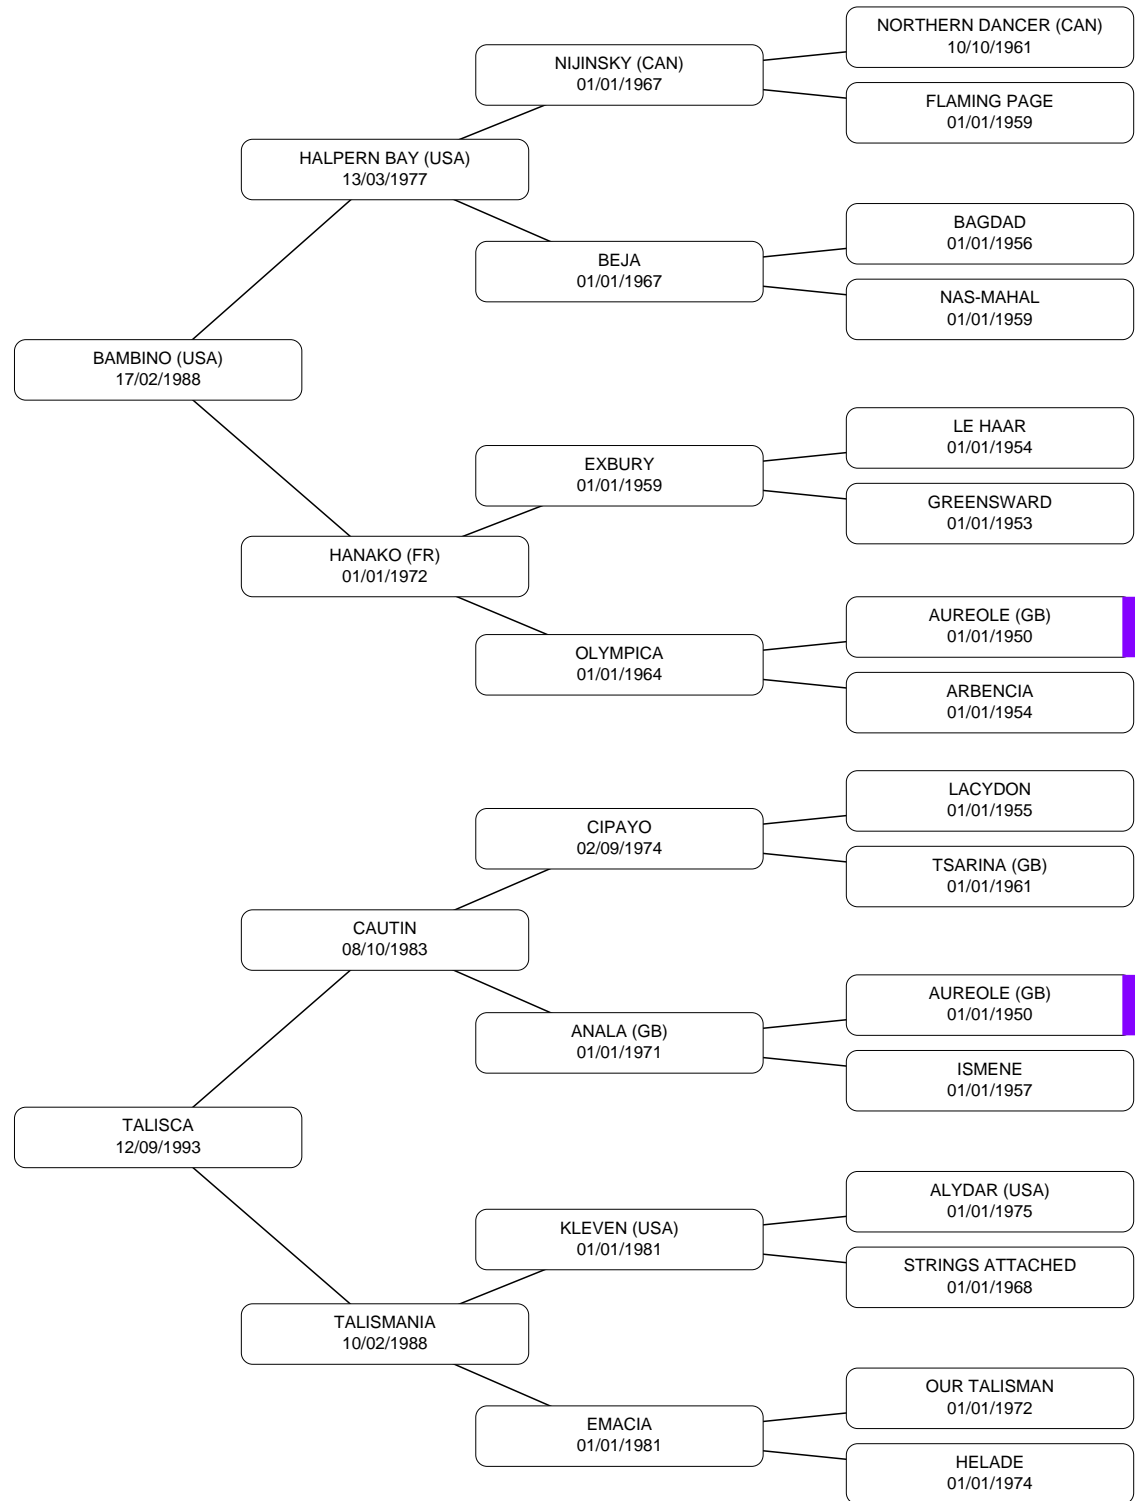 NORTHERN DANCER (CAN)
10/10/1961
NIJINSKY (CAN)
01/01/1967
FLAMING PAGE
01/01/1959
HALPERN BAY (USA)
13/03/1977
BAGDAD
01/01/1956
BEJA
01/01/1967
NAS-MAHAL
01/01/1959
BAMBINO (USA)
17/02/1988
LE HAAR
01/01/1954
EXBURY
01/01/1959
GREENSWARD
01/01/1953
HANAKO (FR)
01/01/1972
AUREOLE (GB)
01/01/1950
OLYMPICA
01/01/1964
ARBENCIA
01/01/1954
LACYDON
01/01/1955
CIPAYO
02/09/1974
TSARINA (GB)
01/01/1961
CAUTIN
08/10/1983
AUREOLE (GB)
01/01/1950
ANALA (GB)
01/01/1971
ISMENE
01/01/1957
TALISCA
12/09/1993
ALYDAR (USA)
01/01/1975
KLEVEN (USA)
01/01/1981
STRINGS ATTACHED
01/01/1968
TALISMANIA
10/02/1988
OUR TALISMAN
01/01/1972
EMACIA
01/01/1981
HELADE
01/01/1974